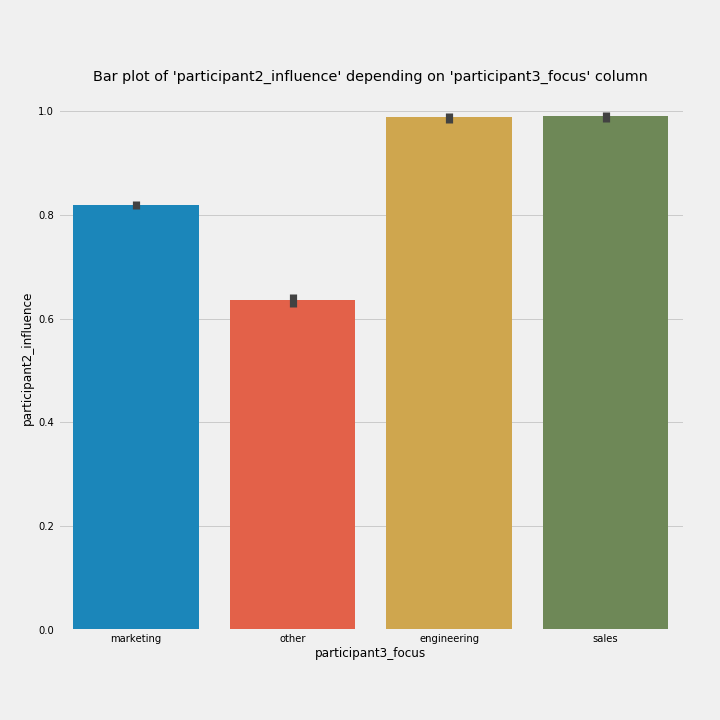 Bar plot of 'participant2_influence' depending on 'participant3_focus' column
participant2_influence
1.0
0.8
0.6
0.4
0.2
0.0
marketing other engineering sales
participant3_focus